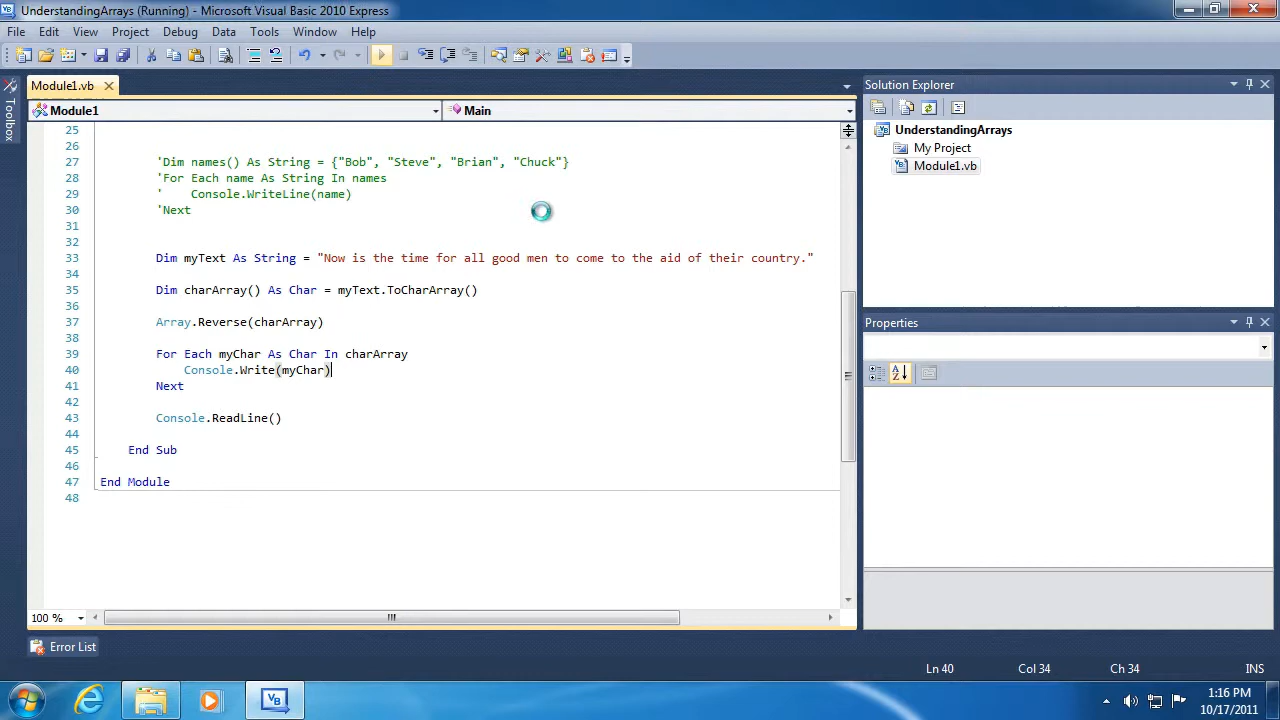 UnderstandingArrays (Running) - Microsoft Visual Basic 2010 Express
File Edit View Project Debug Data Tools Window Help
Toolbox
Module1.vb
Module1
Main
25
26
27 'Dim names() As String = {"Bob", "Steve", "Brian", "Chuck"}
28 'For Each name As String In names
29 ' Console.WriteLine(name)
30 'Next
31
32
33 Dim myText As String = "Now is the time for all good men to come to the aid of their country."
34
35 Dim charArray() As Char = myText.ToCharArray()
36
37 Array.Reverse(charArray)
38
39 For Each myChar As Char In charArray
40 Console.Write(myChar)
41 Next
42
43 Console.ReadLine()
44
45 End Sub
46
47 End Module
48
100 %
Solution Explorer
UnderstandingArrays
My Project
Module1.vb
Properties
Error List
Ln 40 Col 34 Ch 34 INS
1:16 PM
10/17/2011